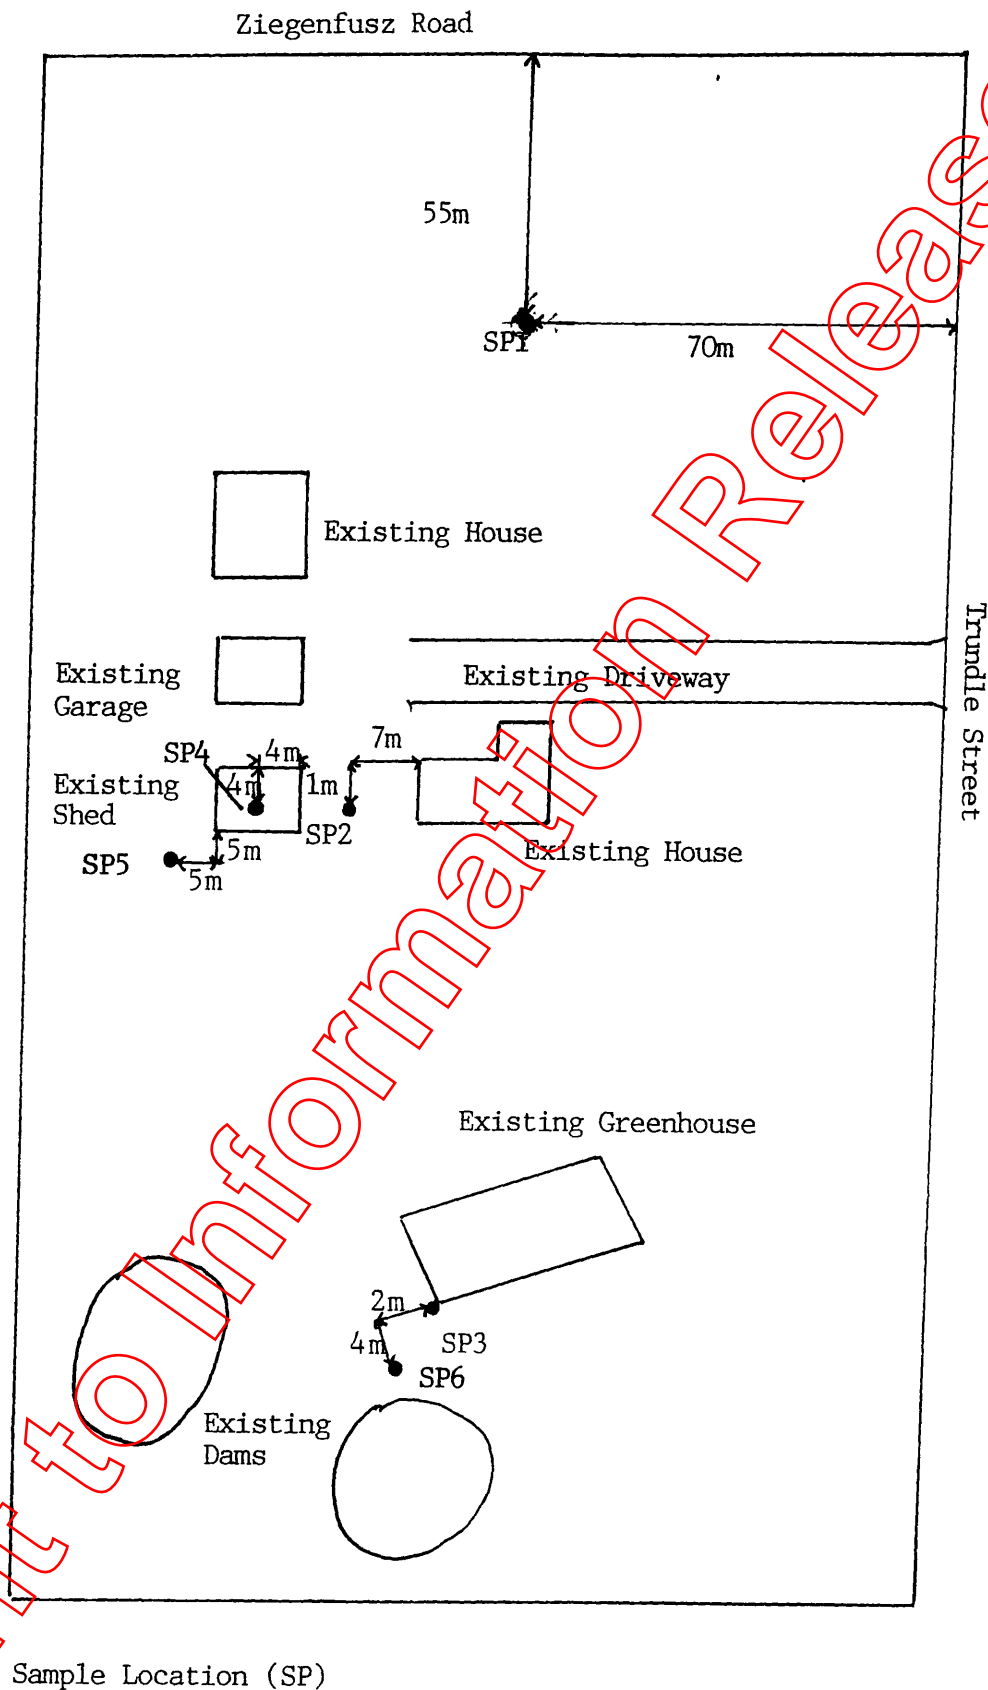 Ziegenfusz Road
55m
SP1
70m
Existing House
Existing Driveway
Trundle Street
Existing
Garage
SP4
4m
7m
Existing
Shed
4m
1m
SP2
5m
SP5
5m
Existing House
Existing Greenhouse
2m
4m
SP3
SP6
Existing
Dams
Sample Location (SP)
to Information